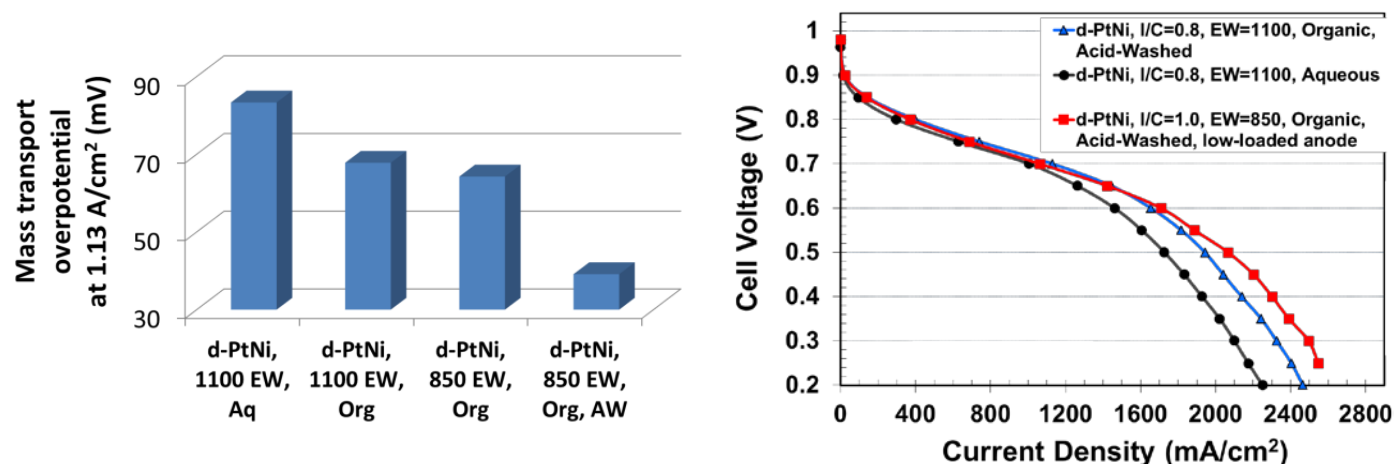 Mass transport
overpotential
at 1.13 A/cm² (mV)
90
70
50
30
d-PtNi,
1100 EW,
Aq
d-PtNi,
1100 EW,
Org
d-PtNi,
850 EW,
Org
d-PtNi,
850 EW,
Org, AW
Cell Voltage (V)
1
0.9
0.8
0.7
0.6
0.5
0.4
0.3
0.2
d-PtNi, I/C=0.8, EW=1100, Organic,
Acid-Washed
d-PtNi, I/C=0.8, EW=1100, Aqueous
d-PtNi, I/C=1.0, EW=850, Organic,
Acid-Washed, low-loaded anode
0 400 800 1200 1600 2000 2400 2800
Current Density (mA/cm²)